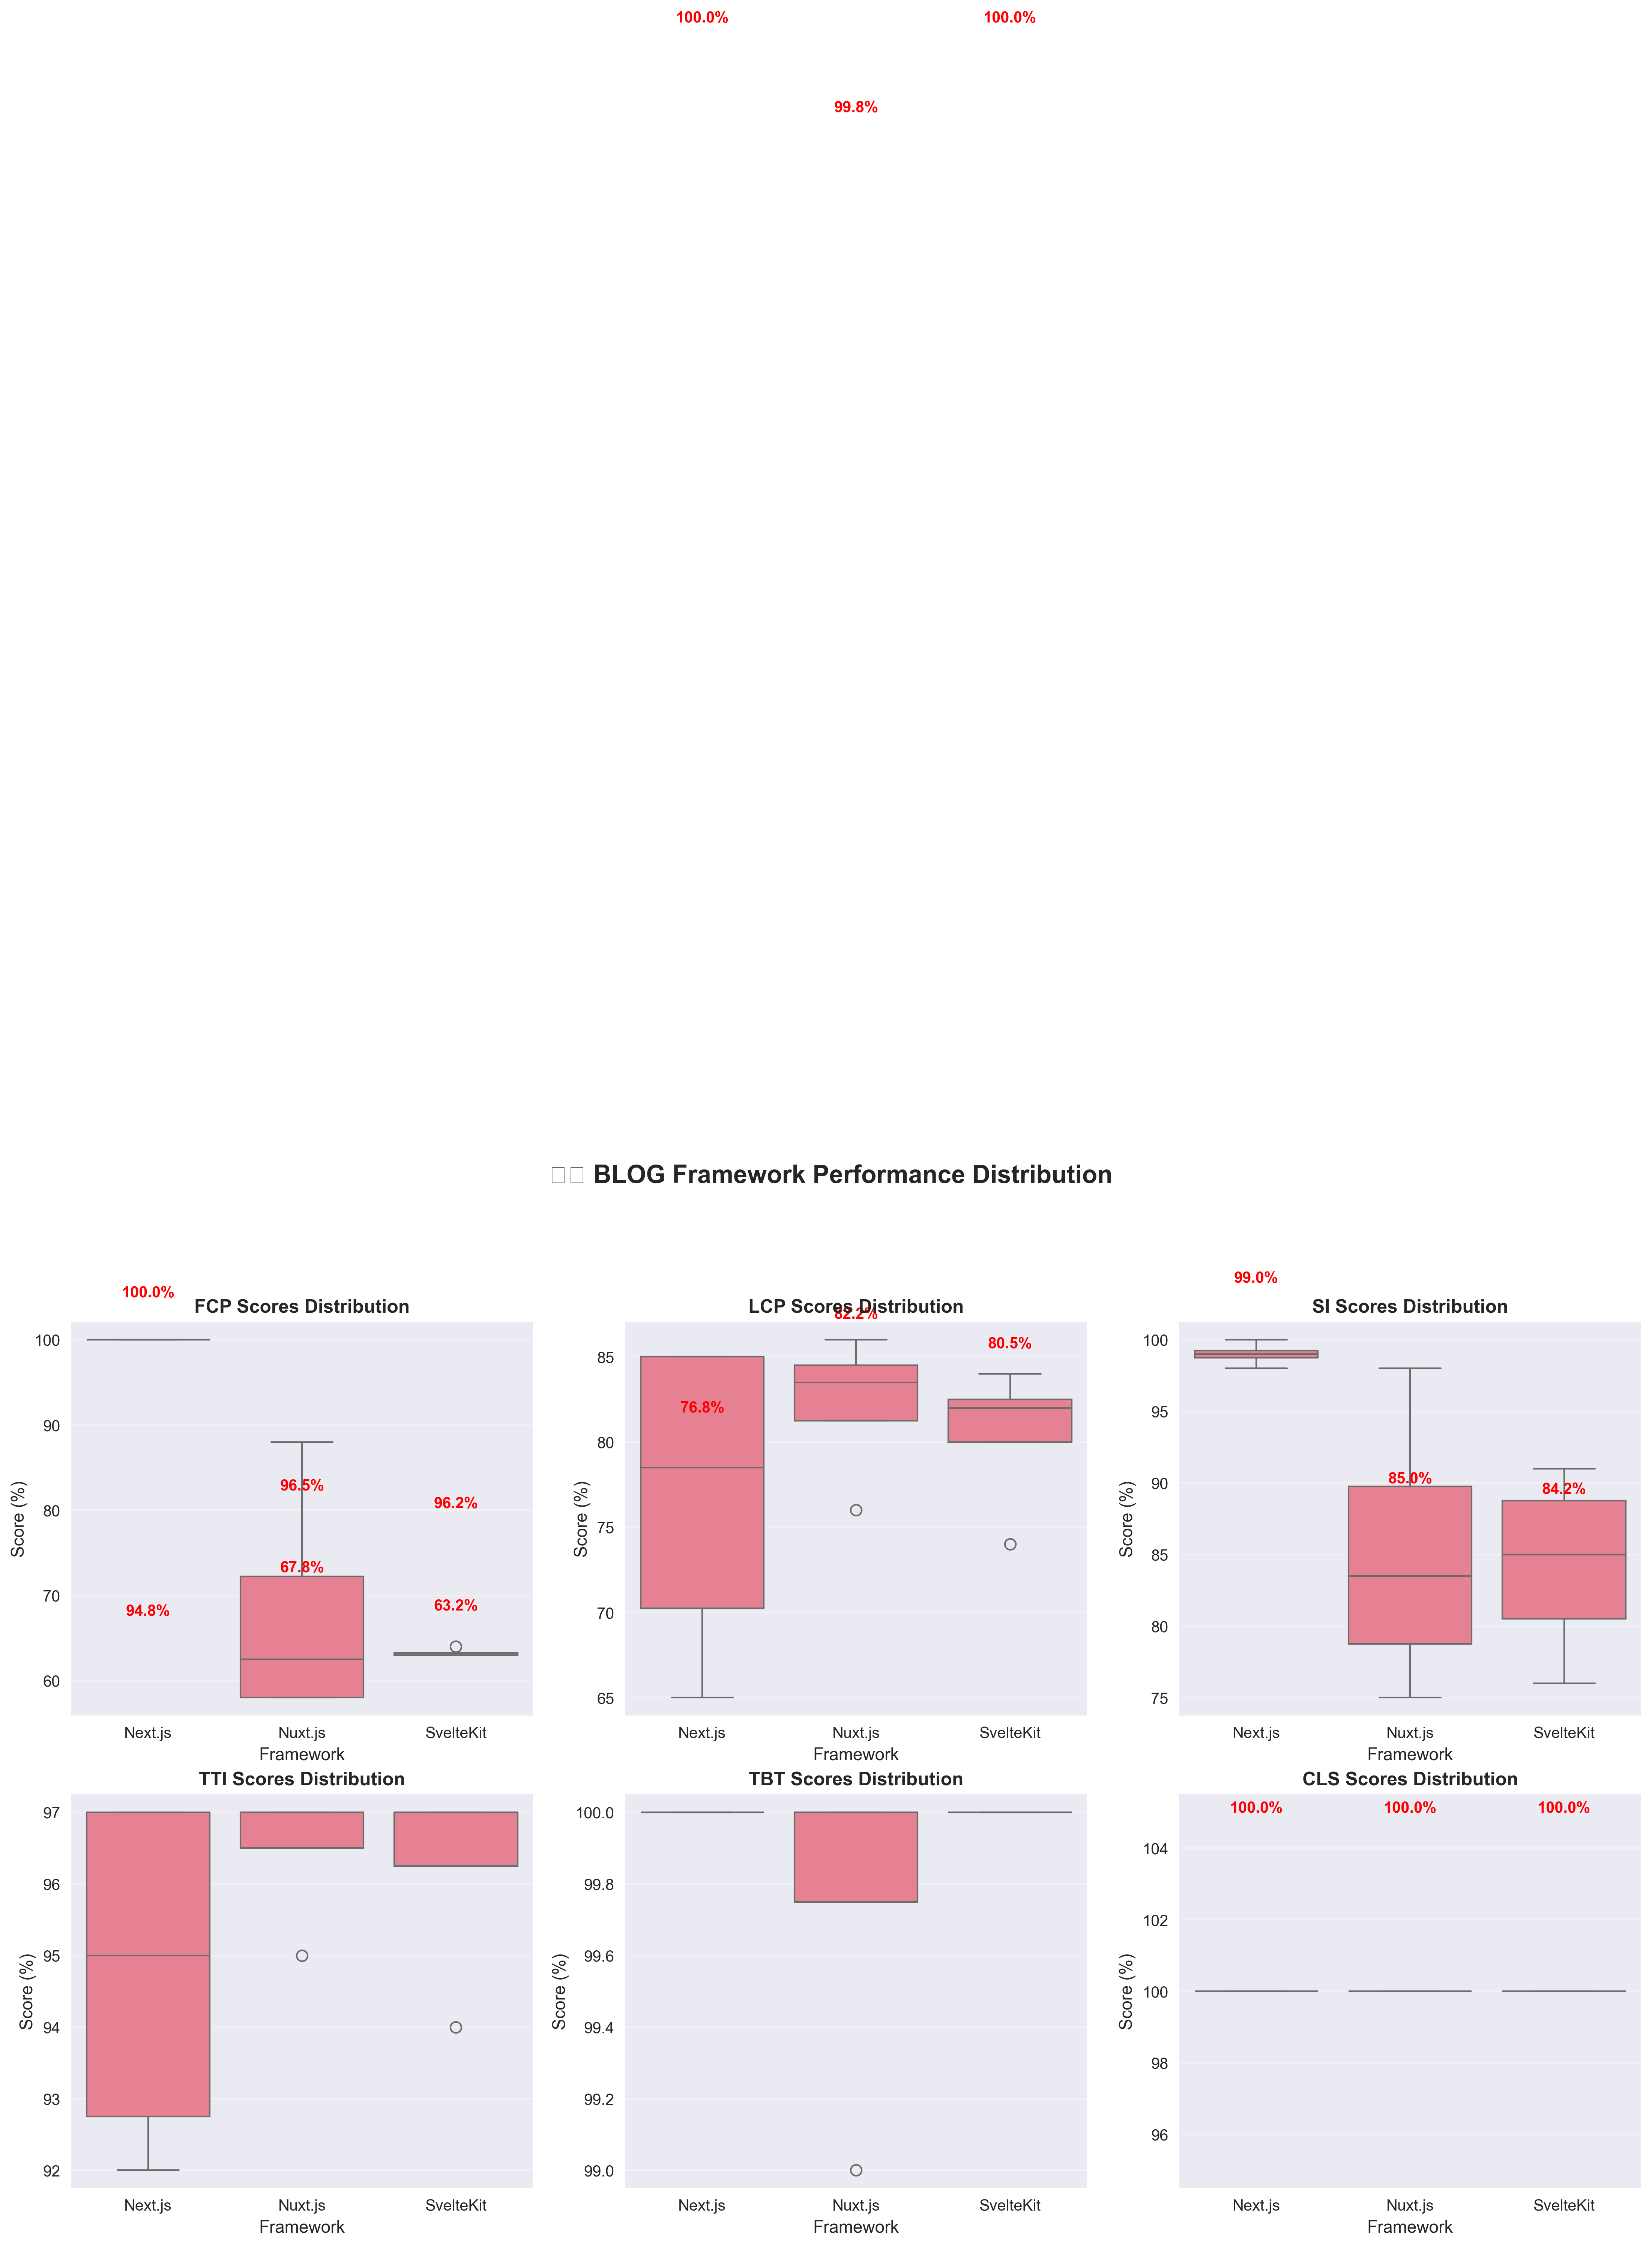 100.0% 100.0%
99.8%
BLOG Framework Performance Distribution
100.0%
99.0%
FCP Scores Distribution
100
90
80
70
60
Score (%)
96.5%
96.2%
67.8%
63.2%
94.8%
Next.js Nuxt.js SvelteKit
Framework
LCP Scores Distribution
82.2%
80.5%
76.8%
85
80
75
70
65
Score (%)
Next.js Nuxt.js SvelteKit
Framework
SI Scores Distribution
100
95
90
85
80
75
Score (%)
85.0%
84.2%
Next.js Nuxt.js SvelteKit
Framework
TTI Scores Distribution
97
96
95
94
93
92
Score (%)
Next.js Nuxt.js SvelteKit
Framework
TBT Scores Distribution
100.0
99.8
99.6
99.4
99.2
99.0
Score (%)
Next.js Nuxt.js SvelteKit
Framework
CLS Scores Distribution
100.0% 100.0% 100.0%
104
102
100
98
96
Score (%)
Next.js Nuxt.js SvelteKit
Framework